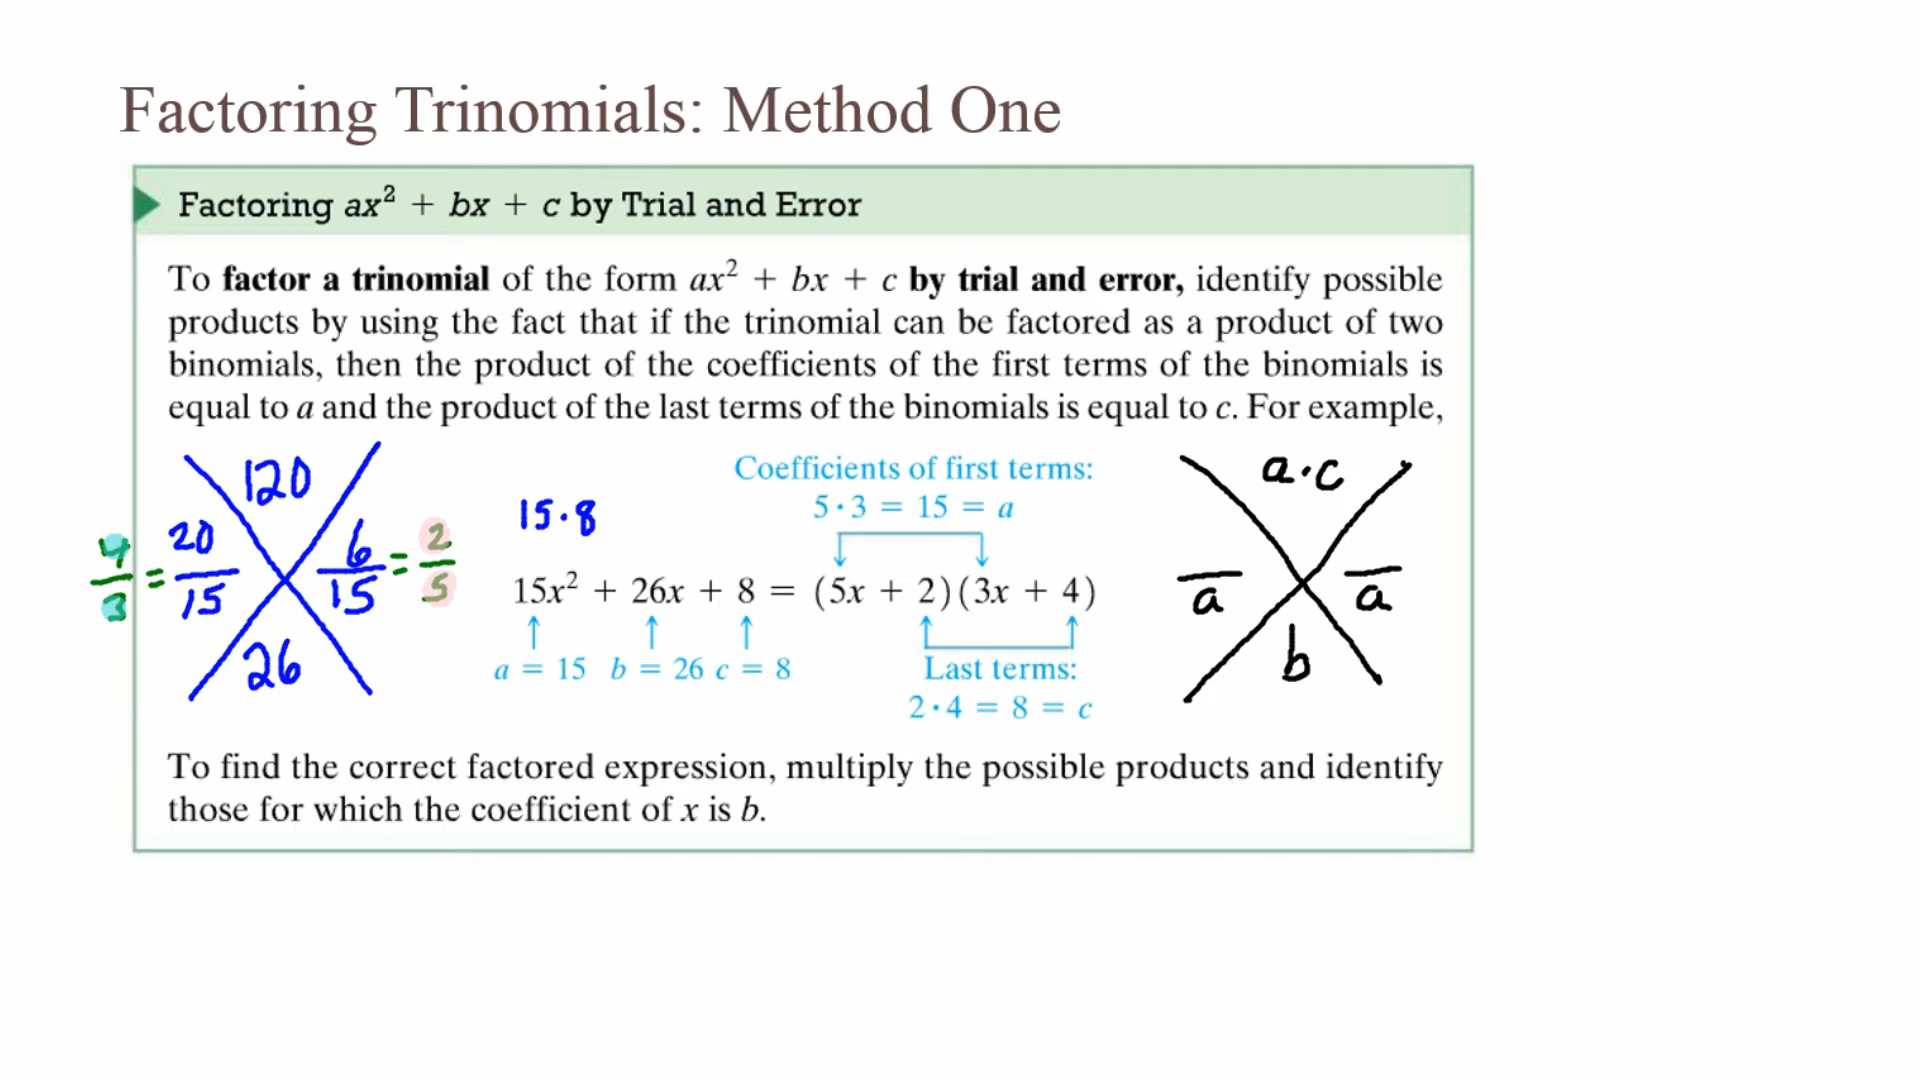 Factoring Trinomials: Method One
Factoring ax² + bx + c by Trial and Error
To factor a trinomial of the form ax² + bx + c by trial and error, identify possible
products by using the fact that if the trinomial can be factored as a product of two
binomials, then the product of the coefficients of the first terms of the binomials is
equal to a and the product of the last terms of the binomials is equal to c. For example,
120
20/15 = 4/3
6/15 = 2/5
26
15·8
Coefficients of first terms:
5·3 = 15 = a
15x² + 26x + 8 = (5x + 2)(3x + 4)
a = 15 b = 26 c = 8
Last terms:
2·4 = 8 = c
a·c
a a
b
To find the correct factored expression, multiply the possible products and identify
those for which the coefficient of x is b.